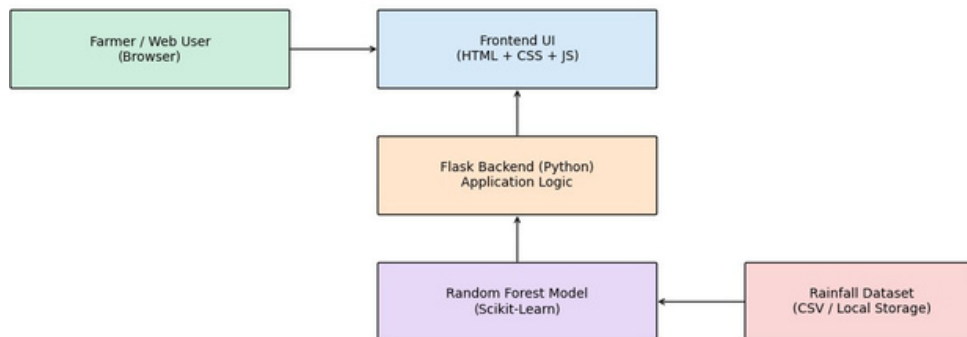 Farmer / Web User
(Browser)
Frontend UI
(HTML + CSS + JS)
Flask Backend (Python)
Application Logic
Random Forest Model
(Scikit-Learn)
Rainfall Dataset
(CSV / Local Storage)